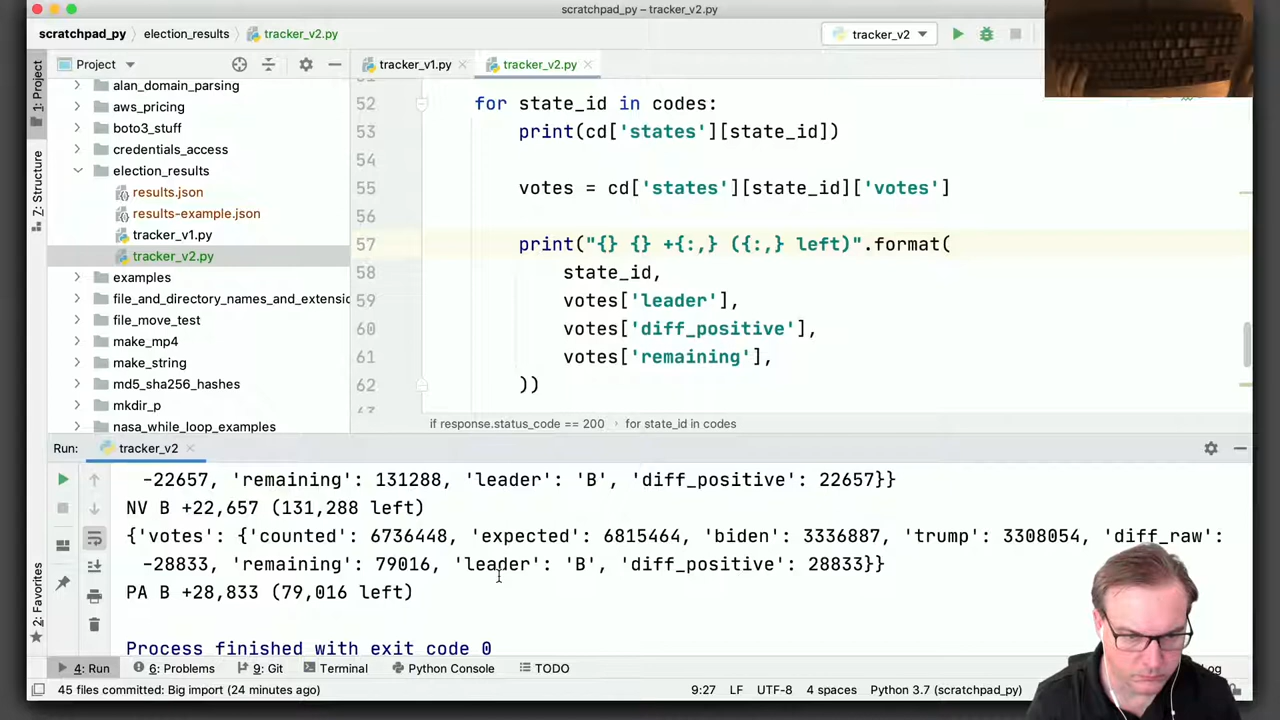 scratchpad_py – tracker_v2.py
scratchpad_py
election_results
tracker_v2.py
tracker_v2
1: Project
Z: Structure
2: Favorites
Project
alan_domain_parsing
aws_pricing
boto3_stuff
credentials_access
election_results
results.json
results-example.json
tracker_v1.py
tracker_v2.py
examples
file_and_directory_names_and_extensio
file_move_test
make_mp4
make_string
md5_sha256_hashes
mkdir_p
nasa_while_loop_examples
tracker_v1.py
tracker_v2.py
52 for state_id in codes:
53 print(cd['states'][state_id])
54
55 votes = cd['states'][state_id]['votes']
56
57 print("{} {} +{:,} ({:,} left)".format(
58 state_id,
59 votes['leader'],
60 votes['diff_positive'],
61 votes['remaining'],
62 ))
if response.status_code == 200
for state_id in codes
Run:
tracker_v2
-22657, 'remaining': 131288, 'leader': 'B', 'diff_positive': 22657}}
NV B +22,657 (131,288 left)
{'votes': {'counted': 6736448, 'expected': 6815464, 'biden': 3336887, 'trump': 3308054, 'diff_raw':
-28833, 'remaining': 79016, 'leader': 'B', 'diff_positive': 28833}}
PA B +28,833 (79,016 left)
Process finished with exit code 0
4: Run
6: Problems
9: Git
Terminal
Python Console
TODO
45 files committed: Big import (24 minutes ago)
9:27
LF
UTF-8
4 spaces
Python 3.7 (scratchpad_py)